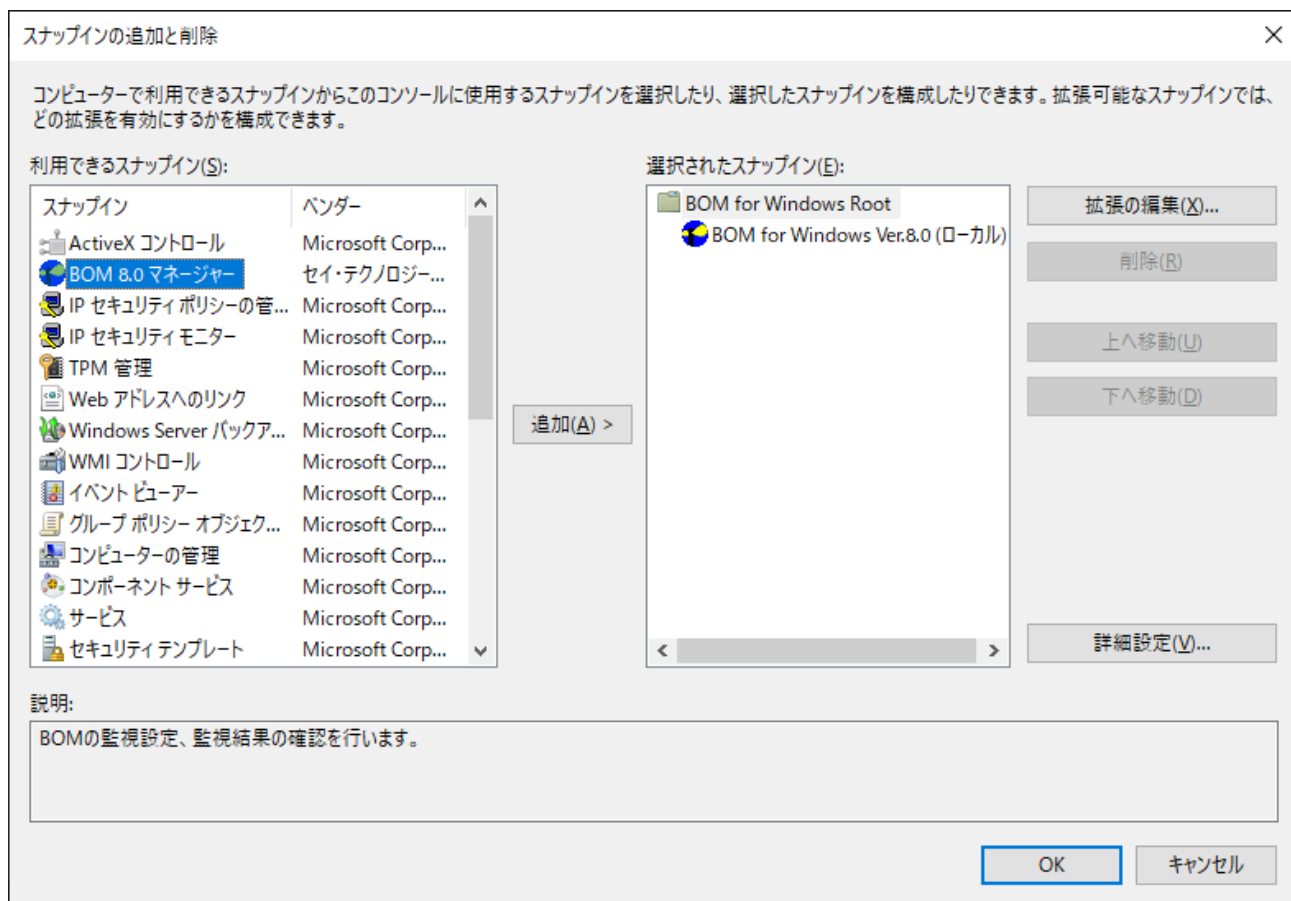 スナップインの追加と削除
コンピューターで利用できるスナップインからこのコンソールに使用するスナップインを選択したり、選択したスナップインを構成したりできます。拡張可能なスナップインでは、
どの拡張を有効にするかを構成できます。
利用できるスナップイン(S):
スナップイン ベンダー
ActiveX コントロール Microsoft Corp...
BOM 8.0 マネージャー セイ・テクノロジー...
IP セキュリティ ポリシーの管... Microsoft Corp...
IP セキュリティ モニター Microsoft Corp...
TPM 管理 Microsoft Corp...
Web アドレスへのリンク Microsoft Corp...
Windows Server バックア... Microsoft Corp...
WMI コントロール Microsoft Corp...
イベント ビューアー Microsoft Corp...
グループ ポリシー オブジェク... Microsoft Corp...
コンピューターの管理 Microsoft Corp...
コンポーネント サービス Microsoft Corp...
サービス Microsoft Corp...
セキュリティ テンプレート Microsoft Corp...
追加(A) >
選択されたスナップイン(E):
BOM for Windows Root
BOM for Windows Ver.8.0 (ローカル)
拡張の編集(X)...
削除(R)
上へ移動(U)
下へ移動(D)
詳細設定(V)...
説明:
BOMの監視設定、監視結果の確認を行います。
OK キャンセル